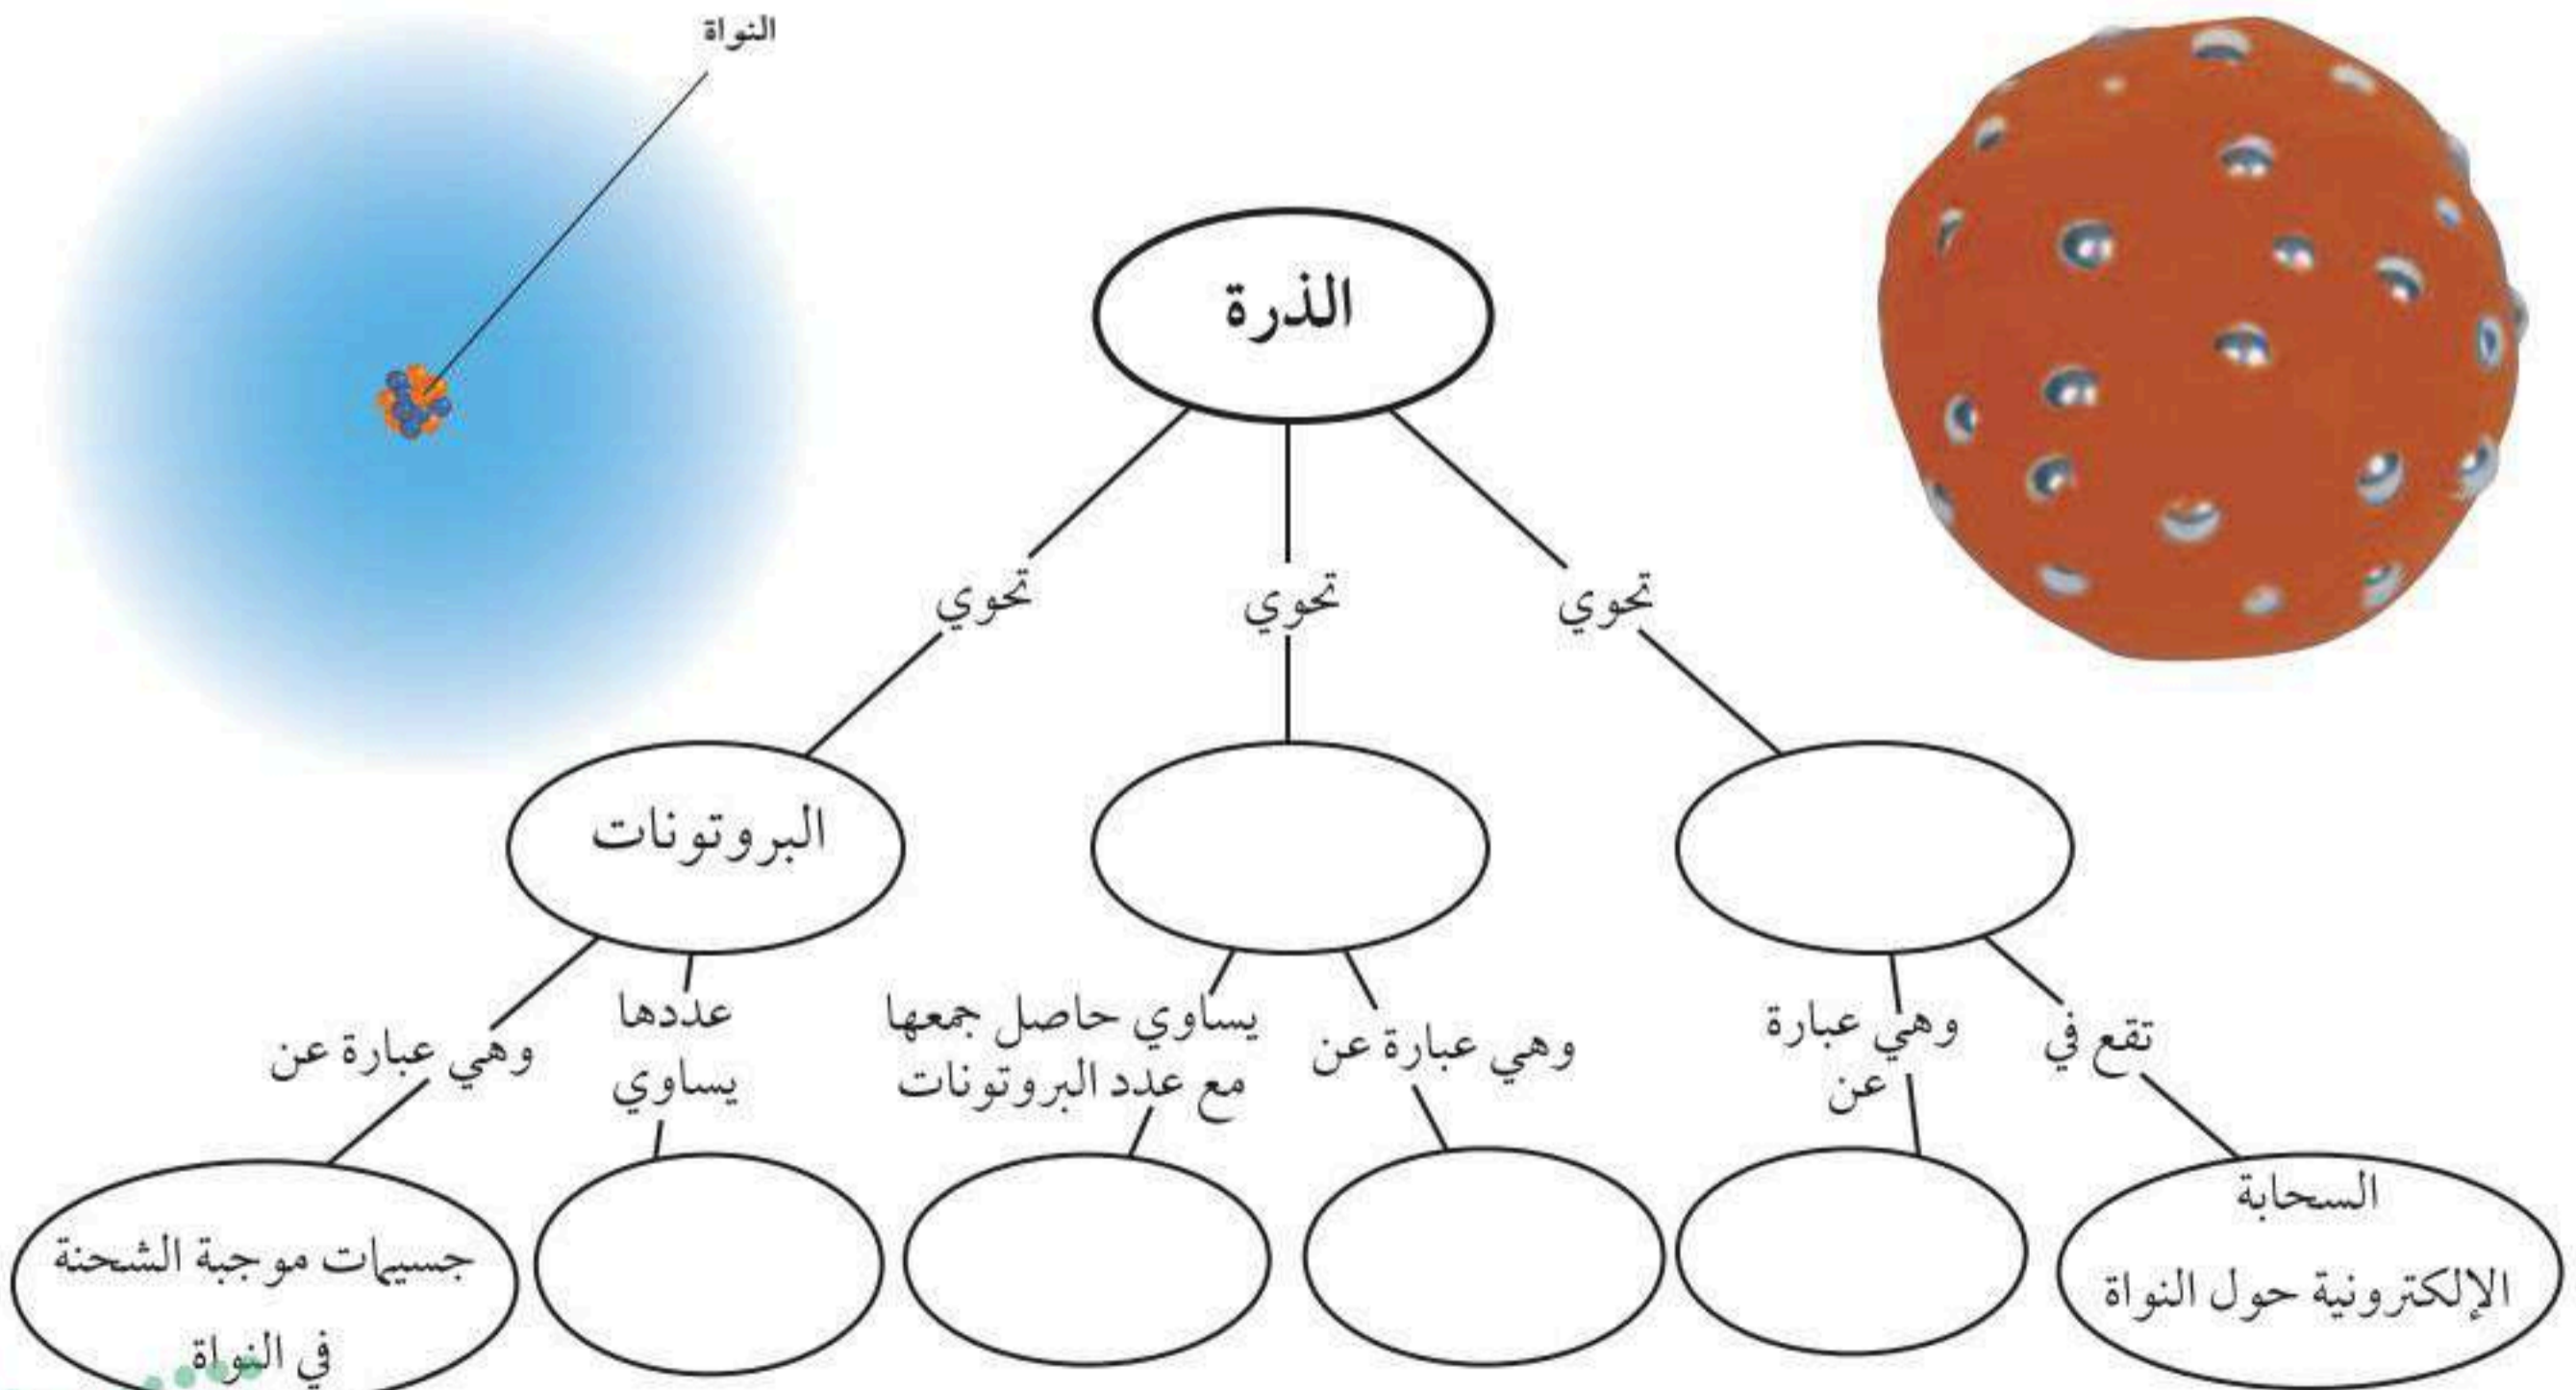 النواة
الذرة
تحوي
تحوي
تحوي
البروتونات
تقع في
وهي عبارة
عن
وهي عبارة عن
يساوي حاصل جمعها
مع عدد البروتونات
عددها
يساوي
وهي عبارة عن
السحابة
الإلكترونية حول النواة
جسيمات موجبة الشحنة
في النواة